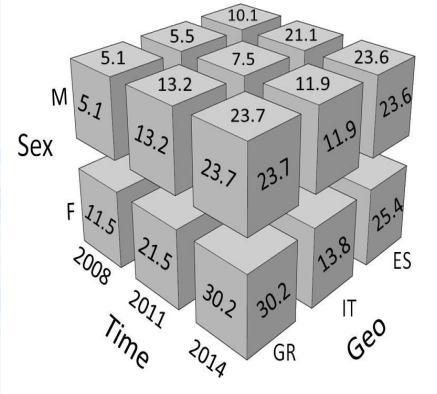 10.1
5.5 21.1
5.1 7.5 23.6
13.2 11.9
M 5.1 23.7 23.6
13.2 11.9
Sex
23.7 23.7
F 11.5 25.4
21.5 13.8
2008 ES
30.2 30.2
2011 IT
Time Geo
2014 GR